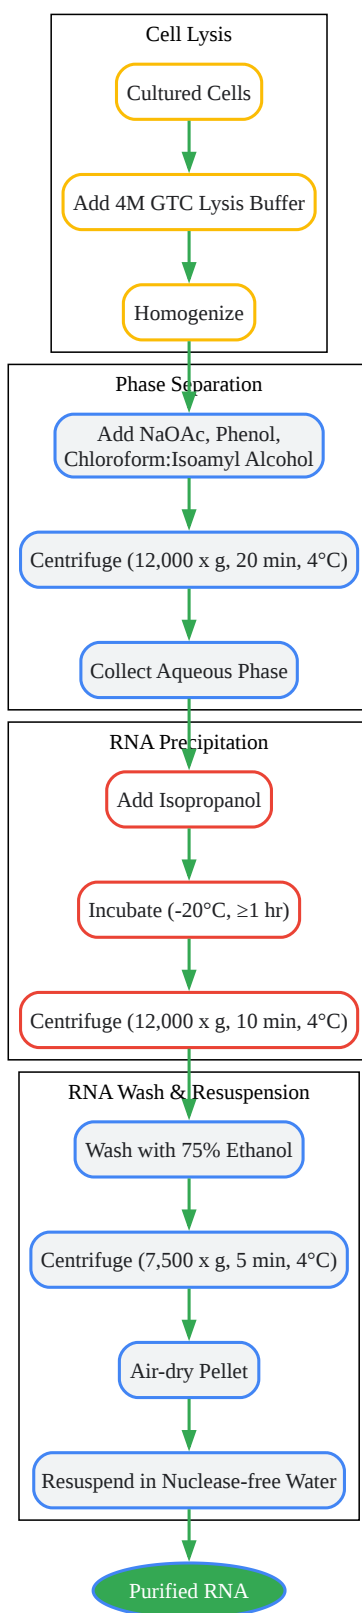 Cell Lysis
Cultured Cells
Add 4M GTC Lysis Buffer
Homogenize
Phase Separation
Add NaOAc, Phenol,
Chloroform:Isoamyl Alcohol
Centrifuge (12,000 x g, 20 min, 4°C)
Collect Aqueous Phase
RNA Precipitation
Add Isopropanol
Incubate (-20°C, ≥1 hr)
Centrifuge (12,000 x g, 10 min, 4°C)
RNA Wash & Resuspension
Wash with 75% Ethanol
Centrifuge (7,500 x g, 5 min, 4°C)
Air-dry Pellet
Resuspend in Nuclease-free Water
Purified RNA